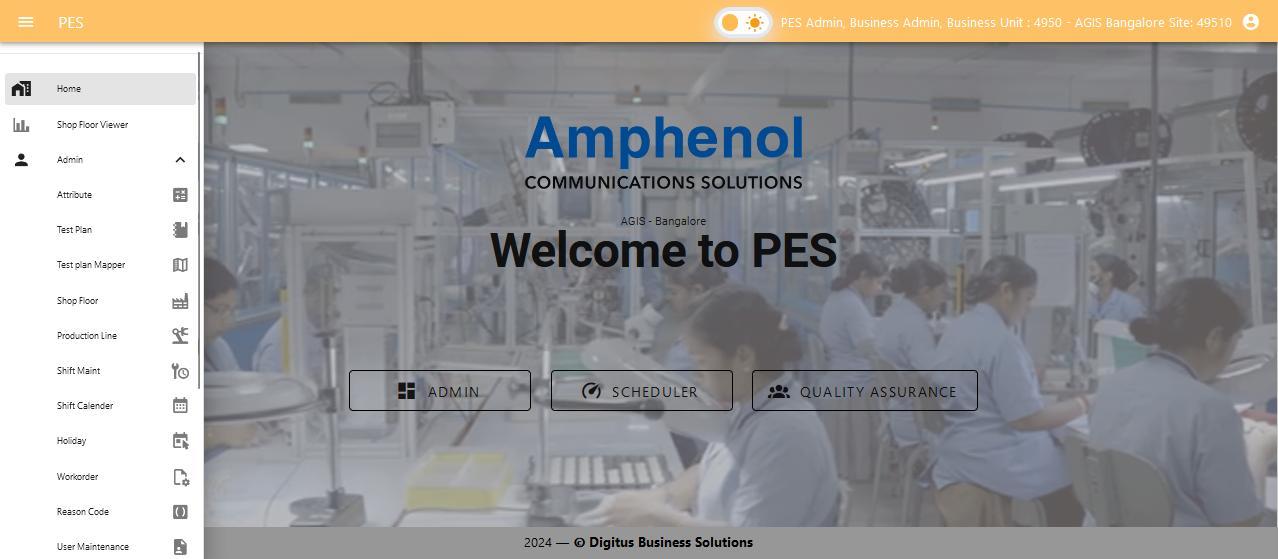 PES
PES Admin, Business Admin, Business Unit : 4950 - AGIS Bangalore Site: 49510
Home
Shop Floor Viewer
Admin
Attribute
Test Plan
Test plan Mapper
Shop Floor
Production Line
Shift Maint
Shift Calender
Holiday
Workorder
Reason Code
User Maintenance
Amphenol
COMMUNICATIONS SOLUTIONS
AGIS - Bangalore
Welcome to PES
ADMIN
SCHEDULER
QUALITY ASSURANCE
2024 — © Digitus Business Solutions